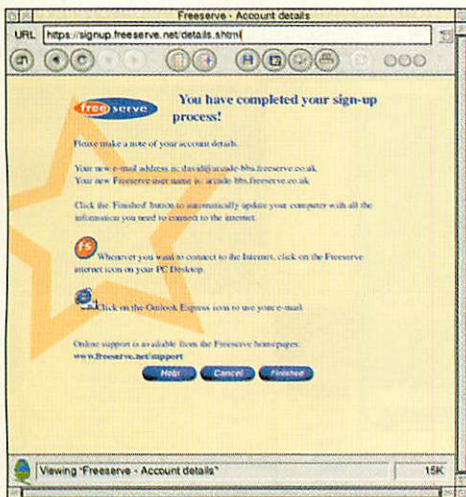 Freeserve - Account details
URL https://signup.freeserve.net/details.shtml
freeserve
You have completed your sign-up
process!
Please make a note of your account details.
Your new e-mail address is: david@arcade-bbs.freeserve.co.uk
Your new Freeserve user name is: arcade-bbs.freeserve.co.uk
Click the 'Finished' button to automatically update your computer with all the
information you need to connect to the internet.
FS
Whenever you want to connect to the Internet, click on the Freeserve
internet icon on your PC Desktop.
Click on the Outlook Express icon to use your e-mail.
Online support is available from the Freeserve homepages:
www.freeserve.net/support
Help Cancel Finished
Viewing "Freeserve - Account details" 15K